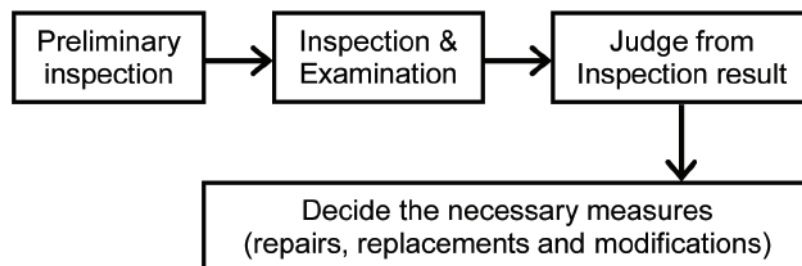 Preliminary
inspection
Inspection &
Examination
Judge from
Inspection result
Decide the necessary measures
(repairs, replacements and modifications)